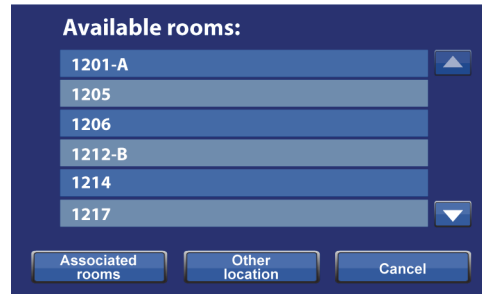 Available rooms:
1201-A
1205
1206
1212-B
1214
1217
Associated
rooms
Other
location
Cancel